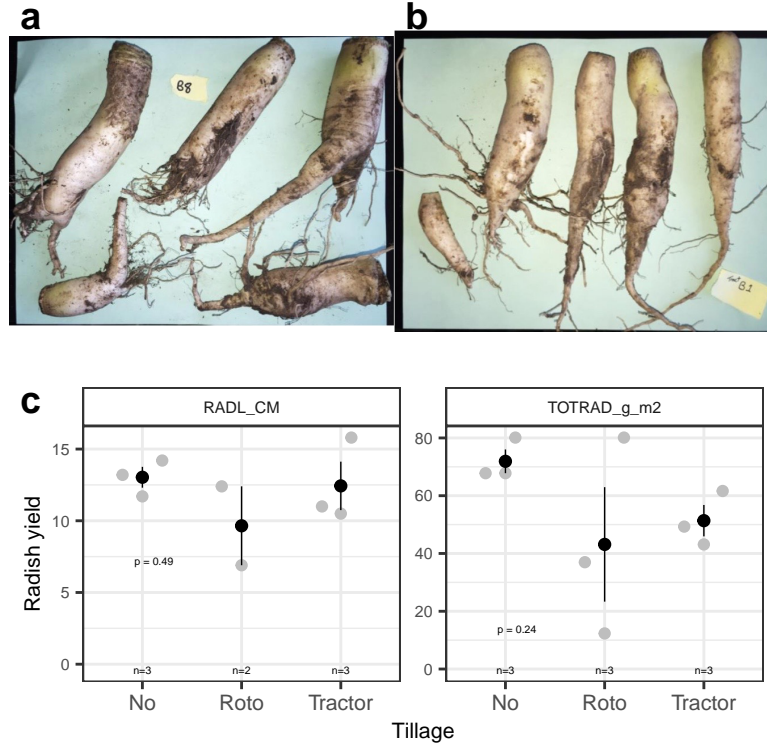 a
b
B8
B1
c
RADL_CM
TOTRAD_g_m2
Radish yield
15
10
5
0
p = 0.49
n=3
n=2
n=3
No
Roto
Tractor
80
60
40
20
0
p = 0.24
n=3
n=3
n=3
No
Roto
Tractor
Tillage